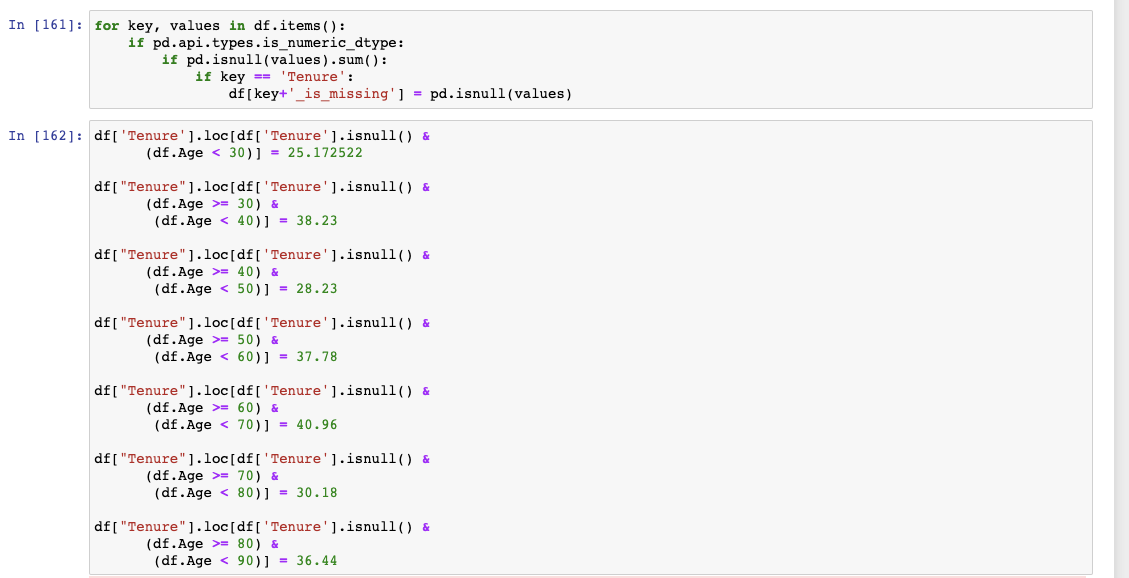 In [161]: for key, values in df.items():
    if pd.api.types.is_numeric_dtype:
        if pd.isnull(values).sum():
            if key == 'Tenure':
                df[key+'_is_missing'] = pd.isnull(values)
In [162]: df['Tenure'].loc[df['Tenure'].isnull() &
      (df.Age < 30)] = 25.172522
df["Tenure"].loc[df['Tenure'].isnull() &
      (df.Age >= 30) &
       (df.Age < 40)] = 38.23
df["Tenure"].loc[df['Tenure'].isnull() &
      (df.Age >= 40) &
       (df.Age < 50)] = 28.23
df["Tenure"].loc[df['Tenure'].isnull() &
      (df.Age >= 50) &
       (df.Age < 60)] = 37.78
df["Tenure"].loc[df['Tenure'].isnull() &
      (df.Age >= 60) &
       (df.Age < 70)] = 40.96
df["Tenure"].loc[df['Tenure'].isnull() &
      (df.Age >= 70) &
       (df.Age < 80)] = 30.18
df["Tenure"].loc[df['Tenure'].isnull() &
      (df.Age >= 80) &
       (df.Age < 90)] = 36.44